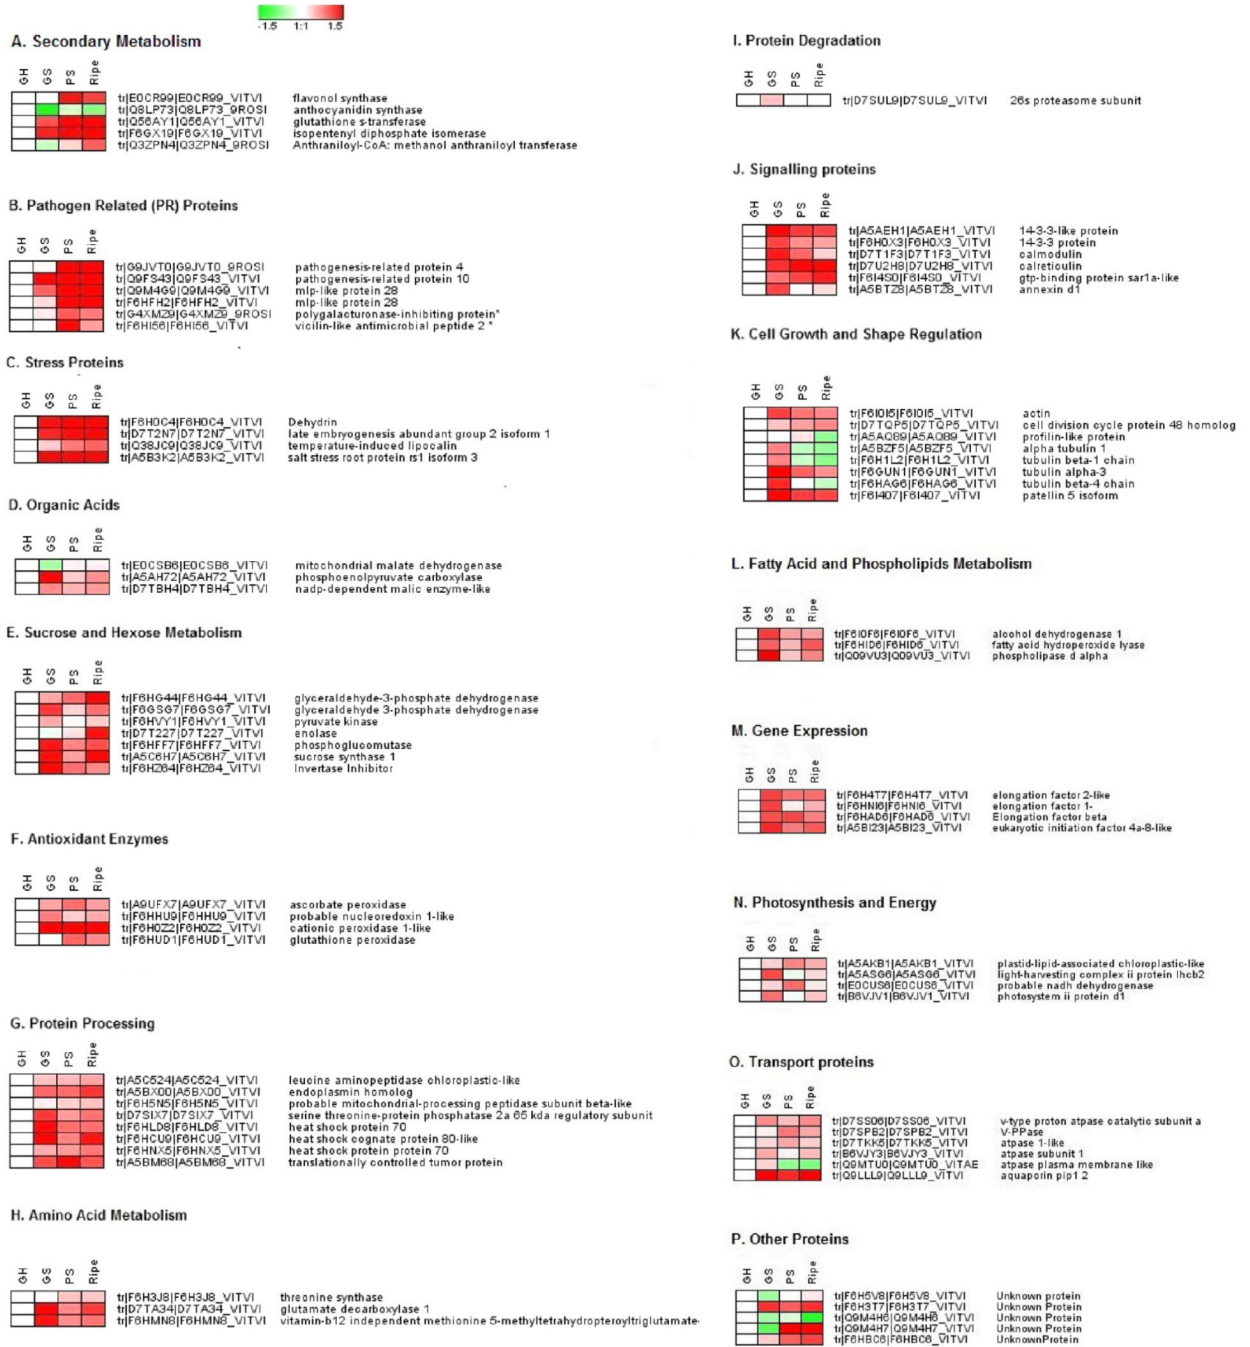 -1.5 1:1 1.5
A. Secondary Metabolism
GH GS PS Ripe
tr|E0CR99|E0CR99_VITVI flavonol synthase
tr|Q8LP73|Q8LP73_9ROSI anthocyanidin synthase
tr|Q56AY1|Q56AY1_VITVI glutathione s-transferase
tr|F6GX19|F6GX19_VITVI isopentenyl diphosphate isomerase
tr|Q3ZPN4|Q3ZPN4_9ROSI Anthraniloyl-CoA: methanol anthraniloyl transferase
B. Pathogen Related (PR) Proteins
GH GS PS Ripe
tr|G9JVT0|G9JVT0_9ROSI pathogenesis-related protein 4
tr|Q9FS43|Q9FS43_VITVI pathogenesis-related protein 10
tr|Q9M4G9|Q9M4G9_VITVI mlp-like protein 28
tr|F6HFH2|F6HFH2_VITVI mlp-like protein 28
tr|G4XMZ9|G4XMZ9_9ROSI polygalacturonase-inhibiting protein*
tr|F6HI56|F6HI56_VITVI vicilin-like antimicrobial peptide 2 *
C. Stress Proteins
GH GS PS Ripe
tr|F6H0C4|F6H0C4_VITVI Dehydrin
tr|D7T2N7|D7T2N7_VITVI late embryogenesis abundant group 2 isoform 1
tr|Q38JC9|Q38JC9_VITVI temperature-induced lipocalin
tr|A5B3K2|A5B3K2_VITVI salt stress root protein rs1 isoform 3
D. Organic Acids
GH GS PS Ripe
tr|E0CSB6|E0CSB6_VITVI mitochondrial malate dehydrogenase
tr|A5AH72|A5AH72_VITVI phosphoenolpyruvate carboxylase
tr|D7TBH4|D7TBH4_VITVI nadp-dependent malic enzyme-like
E. Sucrose and Hexose Metabolism
GH GS PS Ripe
tr|F6HG44|F6HG44_VITVI glyceraldehyde-3-phosphate dehydrogenase
tr|F6GSG7|F6GSG7_VITVI glyceraldehyde 3-phosphate dehydrogenase
tr|F6HVY1|F6HVY1_VITVI pyruvate kinase
tr|D7T227|D7T227_VITVI enolase
tr|F6HFF7|F6HFF7_VITVI phosphoglucomutase
tr|A5C6H7|A5C6H7_VITVI sucrose synthase 1
tr|F6HZ64|F6HZ64_VITVI Invertase Inhibitor
F. Antioxidant Enzymes
GH GS PS Ripe
tr|A9UFX7|A9UFX7_VITVI ascorbate peroxidase
tr|F6HHU9|F6HHU9_VITVI probable nucleoredoxin 1-like
tr|F6H0Z2|F6H0Z2_VITVI cationic peroxidase 1-like
tr|F6HUD1|F6HUD1_VITVI glutathione peroxidase
G. Protein Processing
GH GS PS Ripe
tr|A5C524|A5C524_VITVI leucine aminopeptidase chloroplastic-like
tr|A5BX00|A5BX00_VITVI endoplasmin homolog
tr|F6H5N5|F6H5N5_VITVI probable mitochondrial-processing peptidase subunit beta-like
tr|D7SIX7|D7SIX7_VITVI serine threonine-protein phosphatase 2a 65 kda regulatory subunit
tr|F6HLD8|F6HLD8_VITVI heat shock protein 70
tr|F6HCU9|F6HCU9_VITVI heat shock cognate protein 80-like
tr|F6HNX5|F6HNX5_VITVI heat shock protein protein 70
tr|A5BM68|A5BM68_VITVI translationally controlled tumor protein
H. Amino Acid Metabolism
GH GS PS Ripe
tr|F6H3J8|F6H3J8_VITVI threonine synthase
tr|D7TA34|D7TA34_VITVI glutamate decarboxylase 1
tr|F6HMN8|F6HMN8_VITVI vitamin-b12 independent methionine 5-methyltetrahydropteroyltriglutamate-
I. Protein Degradation
GH GS PS Ripe
tr|D7SUL9|D7SUL9_VITVI 26s proteasome subunit
J. Signalling proteins
GH GS PS Ripe
tr|A5AEH1|A5AEH1_VITVI 14-3-3-like protein
tr|F6H0X3|F6H0X3_VITVI 14-3-3 protein
tr|D7T1F3|D7T1F3_VITVI calmodulin
tr|D7U2H8|D7U2H8_VITVI calreticulin
tr|F6I4S0|F6I4S0_VITVI gtp-binding protein sar1a-like
tr|A5BTZ8|A5BTZ8_VITVI annexin d1
K. Cell Growth and Shape Regulation
GH GS PS Ripe
tr|F6I0I5|F6I0I5_VITVI actin
tr|D7TQP5|D7TQP5_VITVI cell division cycle protein 48 homolog
tr|A5AQ89|A5AQ89_VITVI profilin-like protein
tr|A5BZF5|A5BZF5_VITVI alpha tubulin 1
tr|F6H1L2|F6H1L2_VITVI tubulin beta-1 chain
tr|F6GUN1|F6GUN1_VITVI tubulin alpha-3
tr|F6HAG6|F6HAG6_VITVI tubulin beta-4 chain
tr|F6I407|F6I407_VITVI patellin 5 isoform
L. Fatty Acid and Phospholipids Metabolism
GH GS PS Ripe
tr|F6I0F6|F6I0F6_VITVI alcohol dehydrogenase 1
tr|F6HID6|F6HID6_VITVI fatty acid hydroperoxide lyase
tr|Q09VU3|Q09VU3_VITVI phospholipase d alpha
M. Gene Expression
GH GS PS Ripe
tr|F6H4T7|F6H4T7_VITVI elongation factor 2-like
tr|F6HNI6|F6HNI6_VITVI elongation factor 1-
tr|F6HAD6|F6HAD6_VITVI Elongation factor beta
tr|A5BI23|A5BI23_VITVI eukaryotic initiation factor 4a-8-like
N. Photosynthesis and Energy
GH GS PS Ripe
tr|A5AKB1|A5AKB1_VITVI plastid-lipid-associated chloroplastic-like
tr|A5ASG6|A5ASG6_VITVI light-harvesting complex ii protein lhcb2
tr|E0CUS6|E0CUS6_VITVI probable nadh dehydrogenase
tr|B6VJV1|B6VJV1_VITVI photosystem ii protein d1
O. Transport proteins
GH GS PS Ripe
tr|D7SS06|D7SS06_VITVI v-type proton atpase catalytic subunit a
tr|D7SPB2|D7SPB2_VITVI V-PPase
tr|D7TKK5|D7TKK5_VITVI atpase 1-like
tr|B6VJY3|B6VJY3_VITVI atpase subunit 1
tr|Q9MTU0|Q9MTU0_VITAE atpase plasma membrane like
tr|Q9LLL9|Q9LLL9_VITVI aquaporin pip1 2
P. Other Proteins
GH GS PS Ripe
tr|F6H5V8|F6H5V8_VITVI Unknown protein
tr|F6H3T7|F6H3T7_VITVI Unknown Protein
tr|Q9M4H6|Q9M4H6_VITVI Unknown Protein
tr|Q9M4H7|Q9M4H7_VITVI Unknown Protein
tr|F6HBC6|F6HBC6_VITVI UnknownProtein